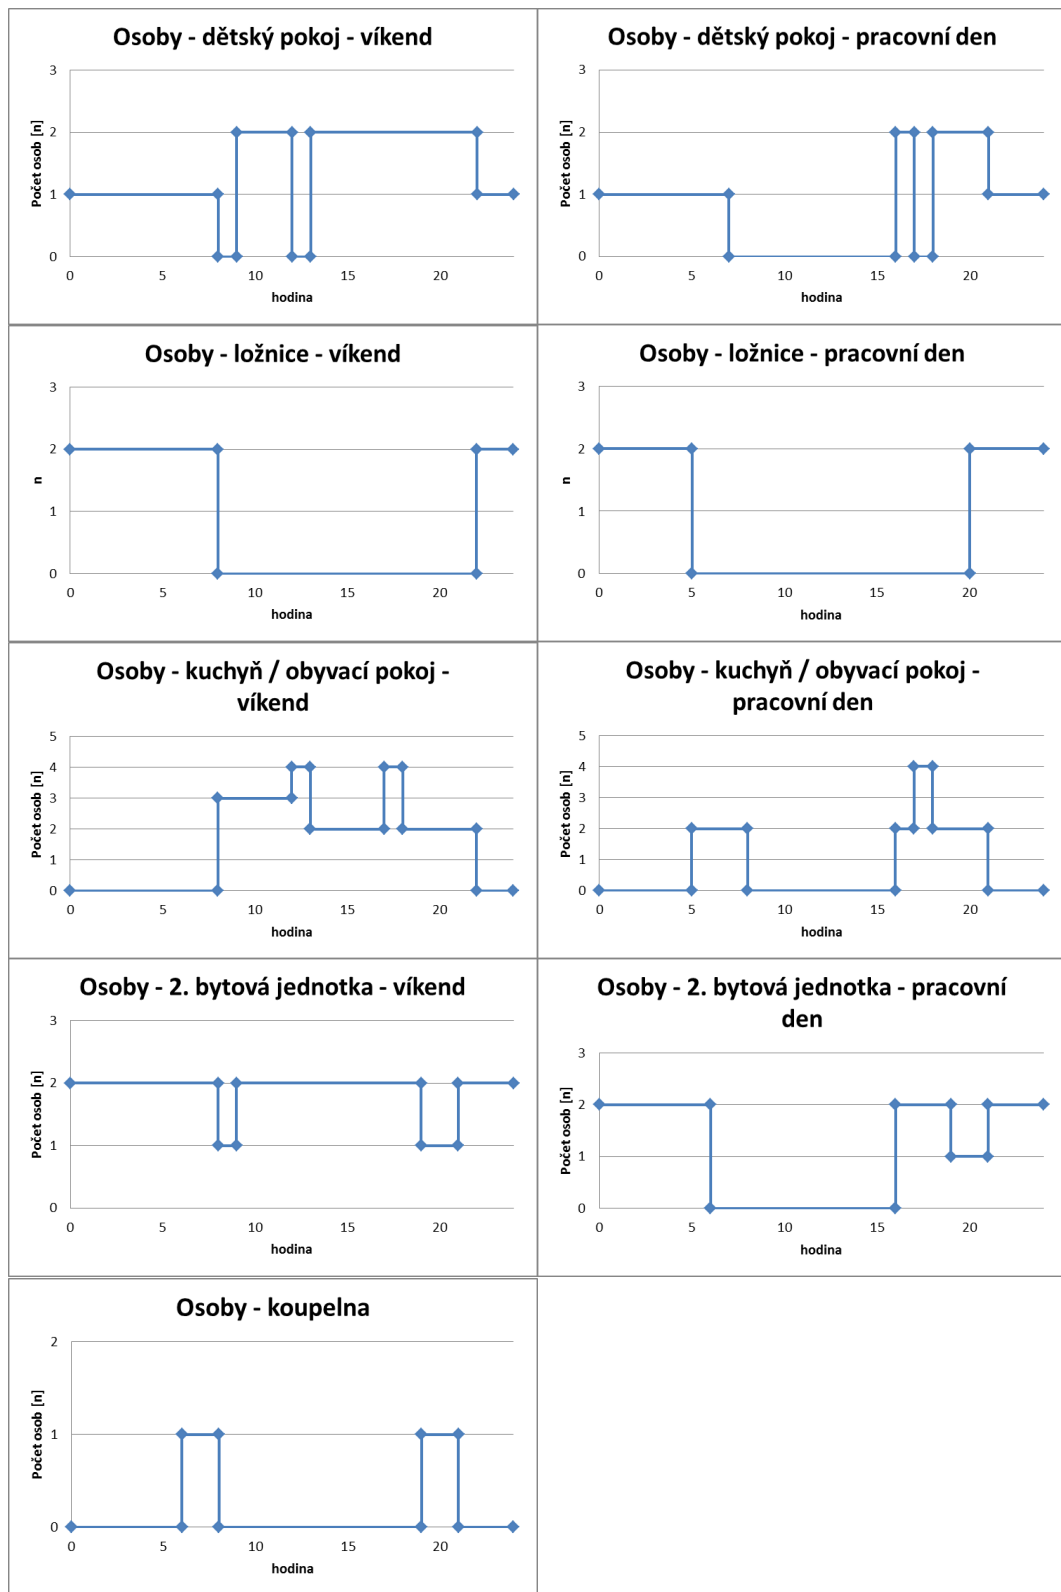 Osoby - dětský pokoj - víkend
3
2
1
0
Počet osob [n]
0 5 10 15 20
hodina
Osoby - dětský pokoj - pracovní den
3
2
1
0
Počet osob [n]
0 5 10 15 20
hodina
Osoby - ložnice - víkend
3
2
1
0
n
0 5 10 15 20
hodina
Osoby - ložnice - pracovní den
3
2
1
0
n
0 5 10 15 20
hodina
Osoby - kuchyň / obyvací pokoj -
víkend
5
4
3
2
1
0
Počet osob [n]
0 5 10 15 20
hodina
Osoby - kuchyň / obyvací pokoj -
pracovní den
5
4
3
2
1
0
Počet osob [n]
0 5 10 15 20
hodina
Osoby - 2. bytová jednotka - víkend
3
2
1
0
Počet osob [n]
0 5 10 15 20
hodina
Osoby - 2. bytová jednotka - pracovní
den
3
2
1
0
Počet osob [n]
0 5 10 15 20
hodina
Osoby - koupelna
2
1
0
Počet osob [n]
0 5 10 15 20
hodina